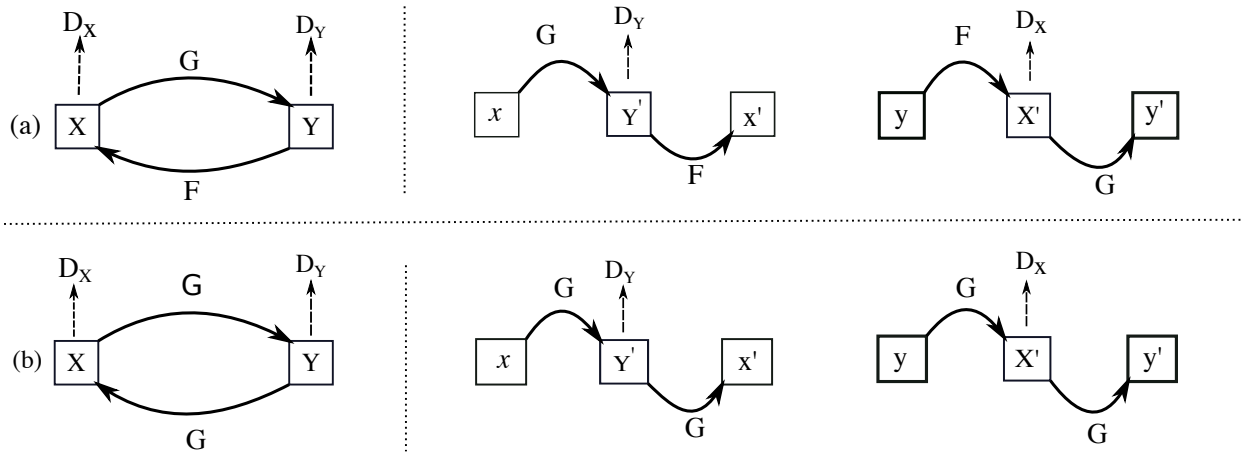 D_X D_Y
G
(a) X Y
F
D_Y
G
x Y' x'
F
D_X
F
y X' y'
G
D_X D_Y
G
(b) X Y
G
D_Y
G
x Y' x'
G
D_X
G
y X' y'
G